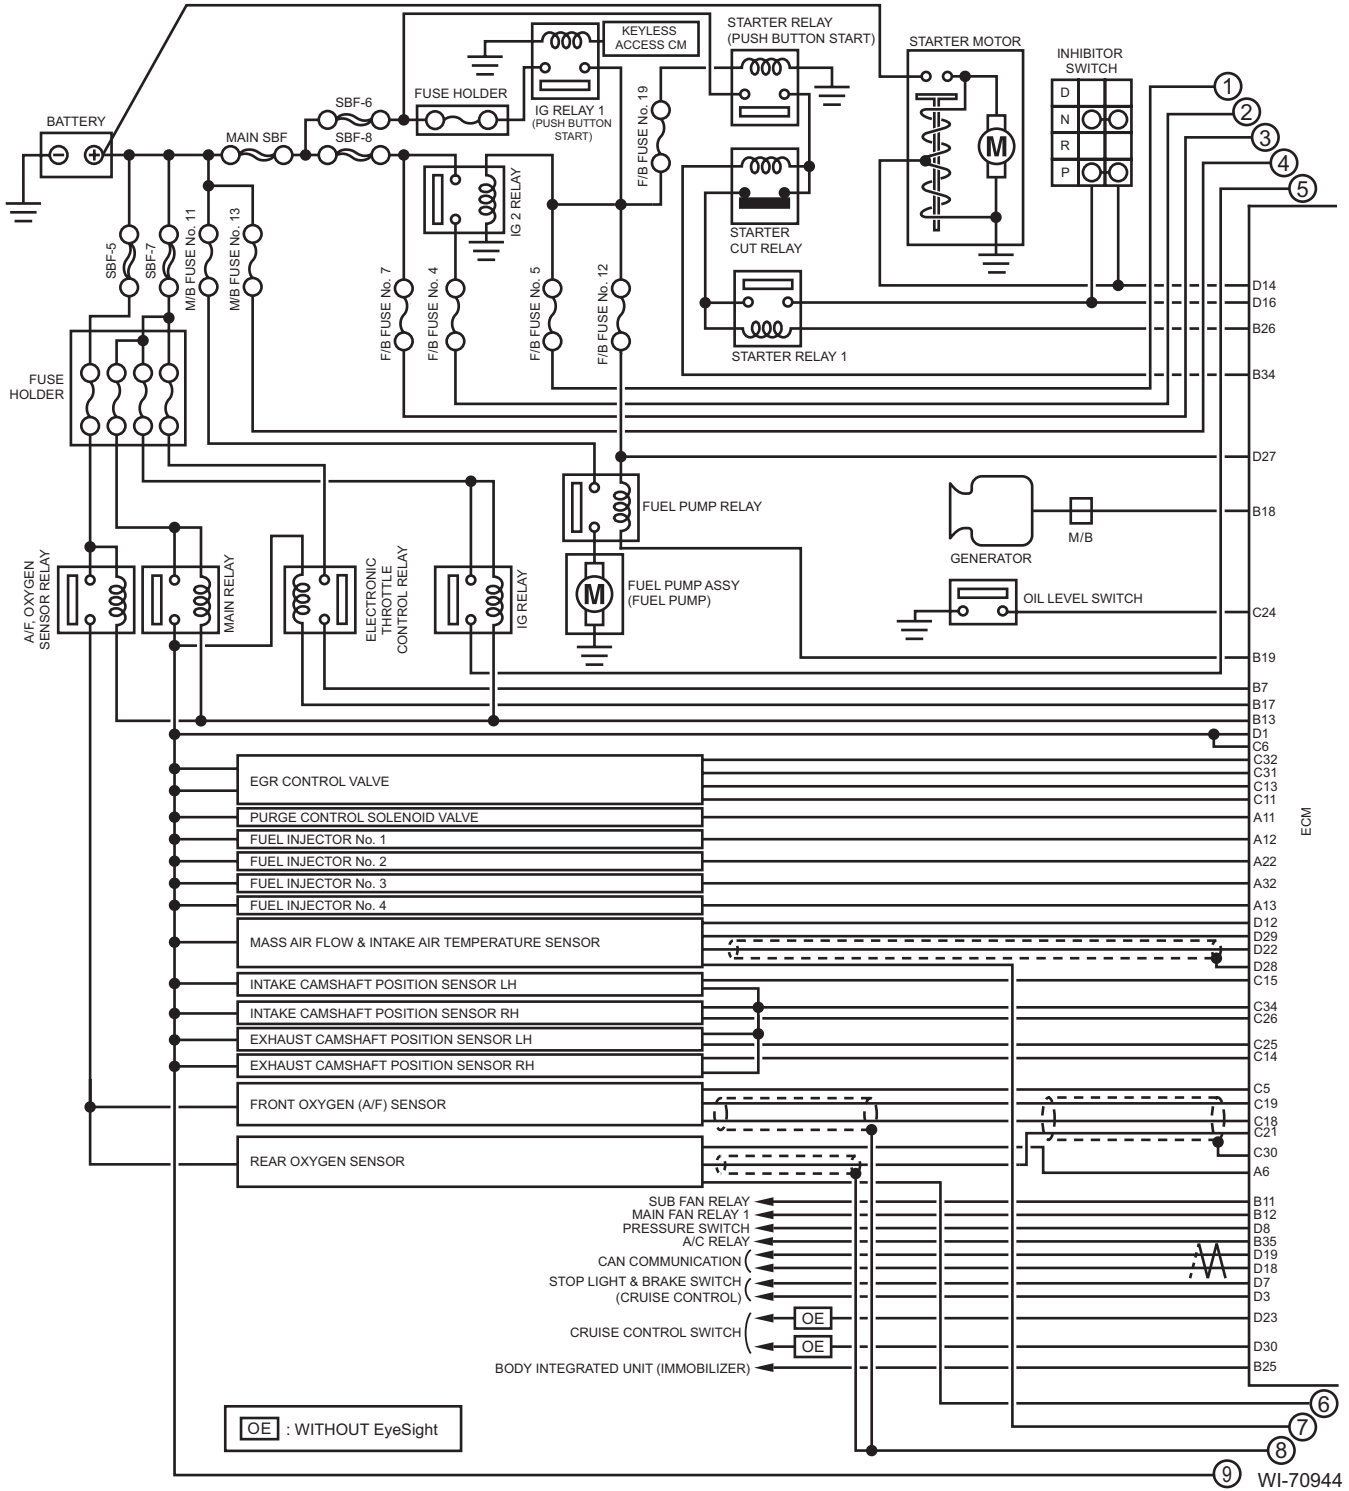 STARTER RELAY
(PUSH BUTTON START)
KEYLESS
ACCESS CM
STARTER MOTOR
INHIBITOR
SWITCH
D
N
R
P
1
2
3
4
5
BATTERY
MAIN SBF
SBF-6
SBF-8
FUSE HOLDER
IG RELAY 1
(PUSH BUTTON
START)
F/B FUSE No. 19
IG 2 RELAY
M
STARTER
CUT RELAY
STARTER RELAY 1
SBF-5
SBF-7
M/B FUSE No. 11
M/B FUSE No. 13
F/B FUSE No. 7
F/B FUSE No. 4
F/B FUSE No. 5
F/B FUSE No. 12
FUSE
HOLDER
D14
D16
B26
B34
D27
FUEL PUMP RELAY
GENERATOR
M/B
B18
A/F, OXYGEN
SENSOR RELAY
MAIN RELAY
ELECTRONIC
THROTTLE
CONTROL RELAY
IG RELAY
M
FUEL PUMP ASSY
(FUEL PUMP)
OIL LEVEL SWITCH
C24
B19
B7
B17
B13
D1
C6
ECM
EGR CONTROL VALVE
C32
C31
C13
C11
PURGE CONTROL SOLENOID VALVE
A11
FUEL INJECTOR No. 1
A12
FUEL INJECTOR No. 2
A22
FUEL INJECTOR No. 3
A32
FUEL INJECTOR No. 4
A13
MASS AIR FLOW & INTAKE AIR TEMPERATURE SENSOR
D12
D29
D22
D28
INTAKE CAMSHAFT POSITION SENSOR LH
C15
INTAKE CAMSHAFT POSITION SENSOR RH
C34
C26
EXHAUST CAMSHAFT POSITION SENSOR LH
C25
EXHAUST CAMSHAFT POSITION SENSOR RH
C14
FRONT OXYGEN (A/F) SENSOR
C5
C19
C18
C21
REAR OXYGEN SENSOR
C30
A6
SUB FAN RELAY
B11
MAIN FAN RELAY 1
B12
PRESSURE SWITCH
D8
A/C RELAY
B35
CAN COMMUNICATION
D19
D18
STOP LIGHT & BRAKE SWITCH
(CRUISE CONTROL)
D7
D3
CRUISE CONTROL SWITCH
OE
D23
OE
D30
BODY INTEGRATED UNIT (IMMOBILIZER)
B25
OE : WITHOUT EyeSight
6
7
8
9
WI-70944